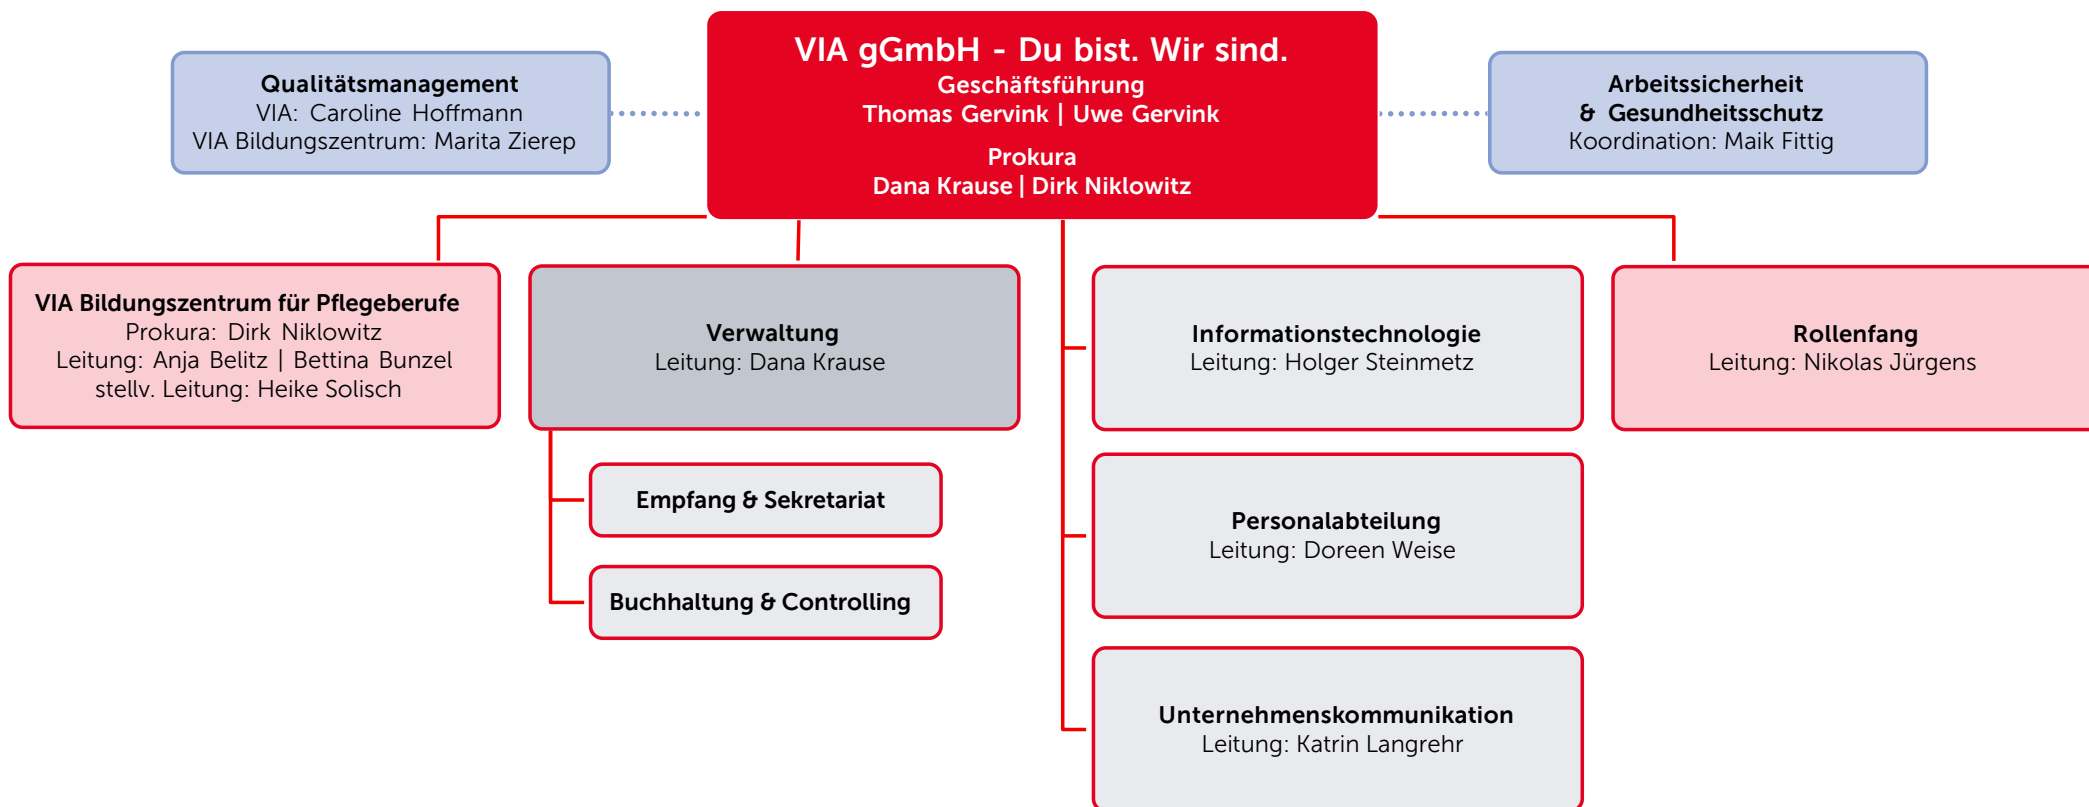 VIA gGmbH - Du bist. Wir sind.
Geschäftsführung
Thomas Gervink | Uwe Gervink
Prokura
Dana Krause | Dirk Niklowitz
Qualitätsmanagement
VIA: Caroline Hoffmann
VIA Bildungszentrum: Marita Zierep
Arbeitssicherheit
& Gesundheitsschutz
Koordination: Maik Fittig
VIA Bildungszentrum für Pflegeberufe
Prokura: Dirk Niklowitz
Leitung: Anja Belitz | Bettina Bunzel
stellv. Leitung: Heike Solisch
Verwaltung
Leitung: Dana Krause
Empfang & Sekretariat
Buchhaltung & Controlling
Informationstechnologie
Leitung: Holger Steinmetz
Personalabteilung
Leitung: Doreen Weise
Unternehmenskommunikation
Leitung: Katrin Langrehr
Rollenfang
Leitung: Nikolas Jürgens